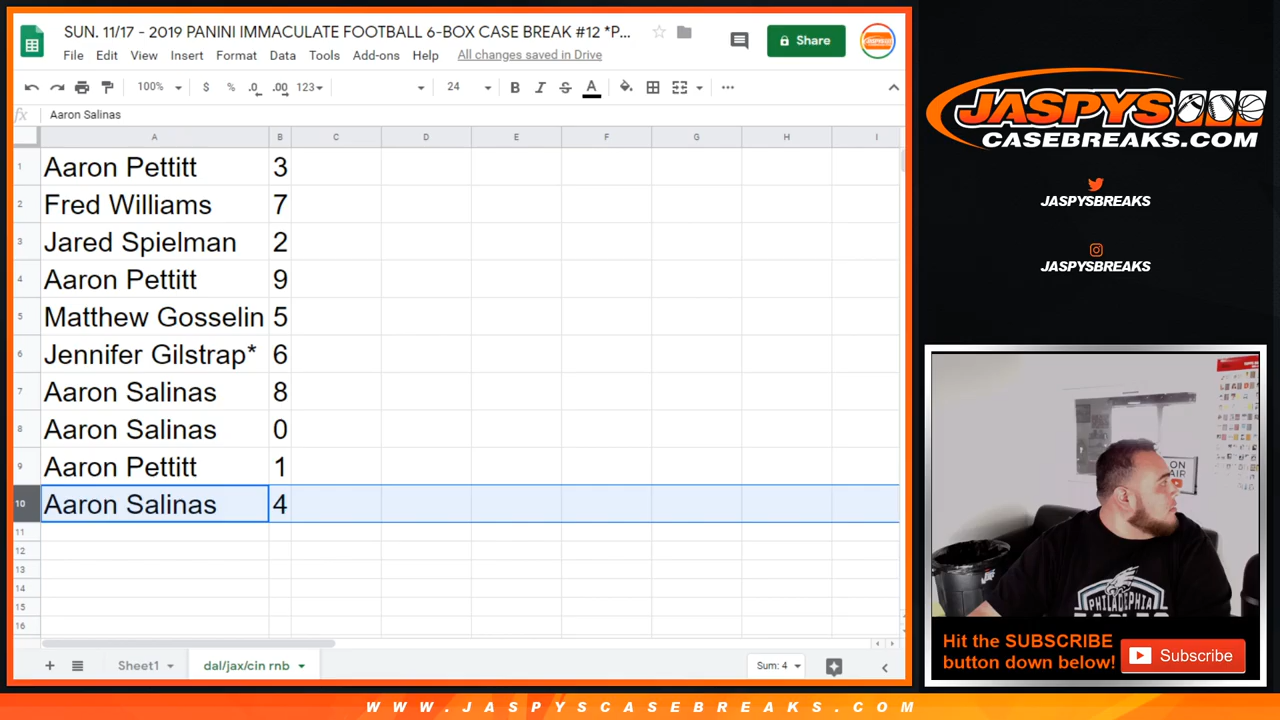 SUN. 11/17 - 2019 PANINI IMMACULATE FOOTBALL 6-BOX CASE BREAK #12 *P...
Share
File Edit View Insert Format Data Tools Add-ons Help All changes saved in Drive
100% $ % .0 .00 123 24 B I S A
fx Aaron Salinas
A B C D E F G H I
1 Aaron Pettitt 3
2 Fred Williams 7
3 Jared Spielman 2
4 Aaron Pettitt 9
5 Matthew Gosselin 5
6 Jennifer Gilstrap* 6
7 Aaron Salinas 8
8 Aaron Salinas 0
9 Aaron Pettitt 1
10 Aaron Salinas 4
11
12
13
14
15
16
Sheet1 dal/jax/cin rnb Sum: 4
JASPYS
CASEBREAKS.COM
JASPYSBREAKS
JASPYSBREAKS
ON
AIR
PHILADELPHIA
EAGLES
Hit the SUBSCRIBE
button down below!
Subscribe
WWW.JASPYSCASEBREAKS.COM